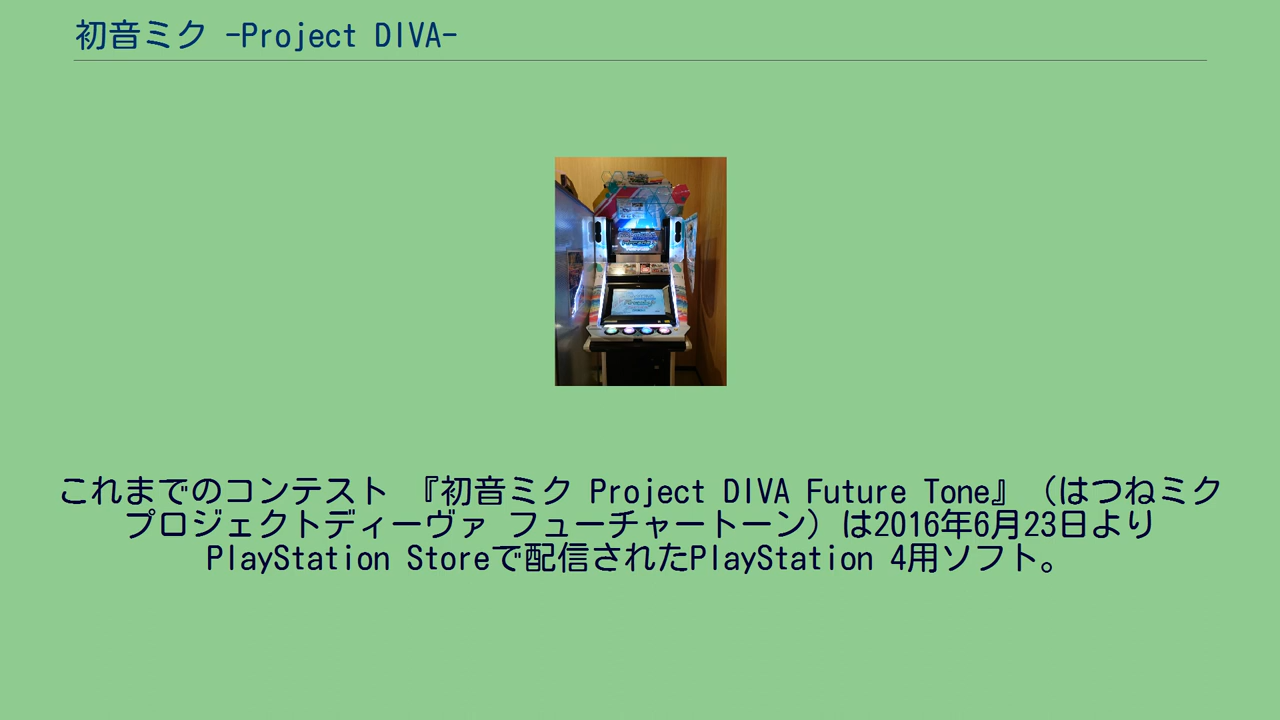 初音ミク -Project DIVA-
これまでのコンテスト 『初音ミク Project DIVA Future Tone』（はつねミク
プロジェクトディーヴァ フューチャートーン）は2016年6月23日より
PlayStation Storeで配信されたPlayStation 4用ソフト。